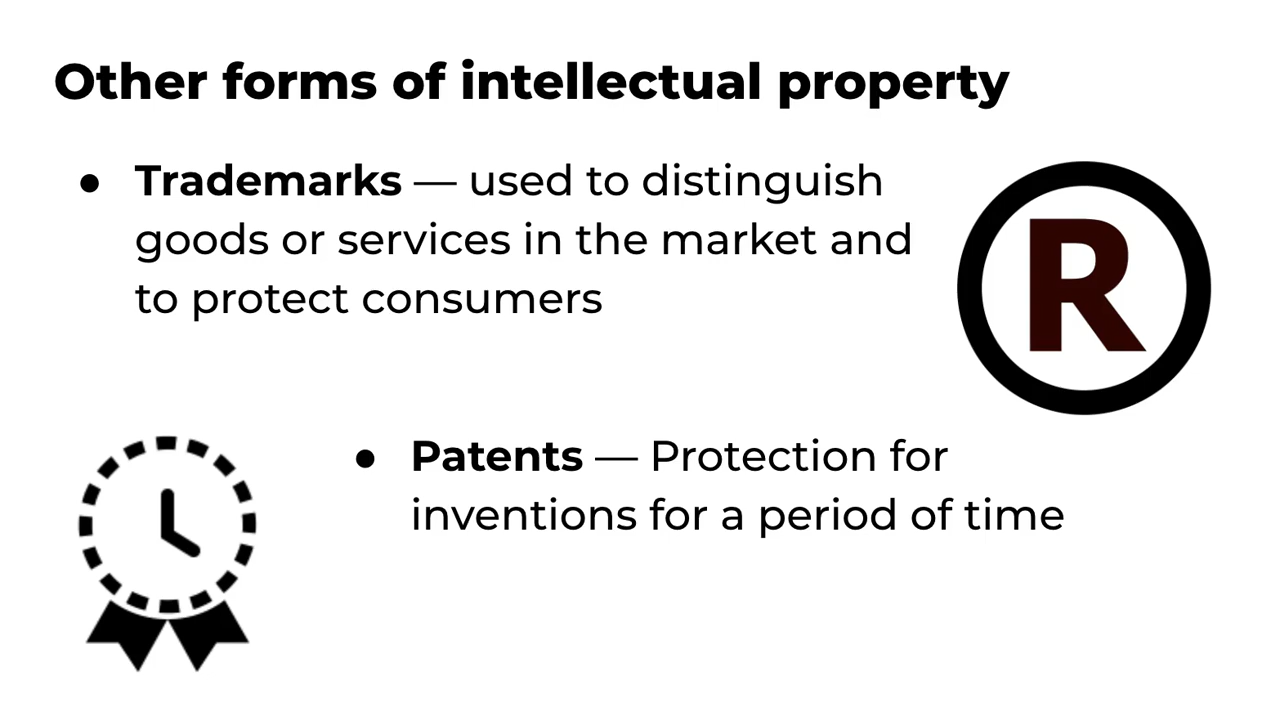 Other forms of intellectual property
● Trademarks — used to distinguish
goods or services in the market and
to protect consumers
R
● Patents — Protection for
inventions for a period of time